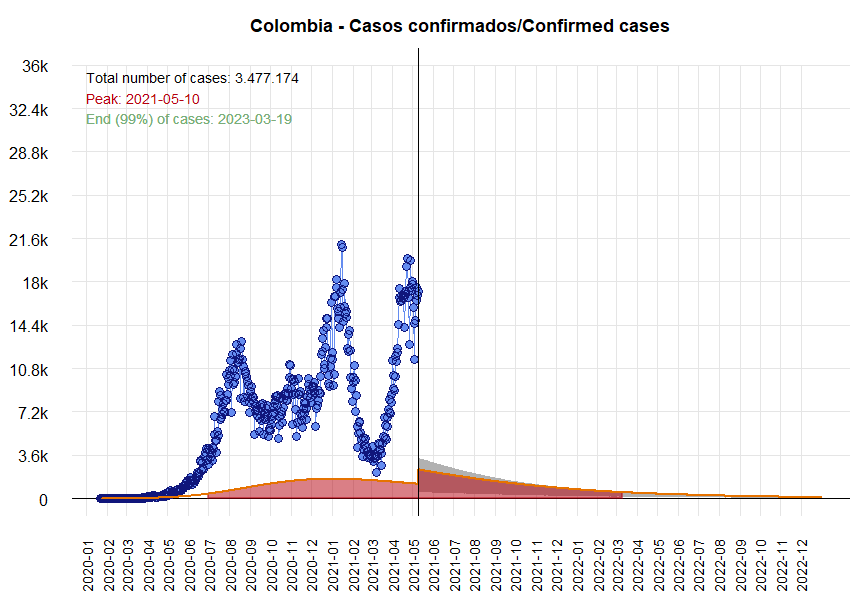 Colombia - Casos confirmados/Confirmed cases
36k
Total number of cases: 3.477.174
Peak: 2021-05-10
32.4k
End (99%) of cases: 2023-03-19
28.8k
25.2k
21.6k
18k
14.4k
10.8k
7.2k
3.6k
0
2020-01
2020-02
2020-03
2020-04
2020-05
2020-06
2020-07
2020-08
2020-09
2020-10
2020-11
2020-12
2021-01
2021-02
2021-03
2021-04
2021-05
2021-06
2021-07
2021-08
2021-09
2021-10
2021-11
2021-12
2022-01
2022-02
2022-03
2022-04
2022-05
2022-06
2022-07
2022-08
2022-09
2022-10
2022-11
2022-12